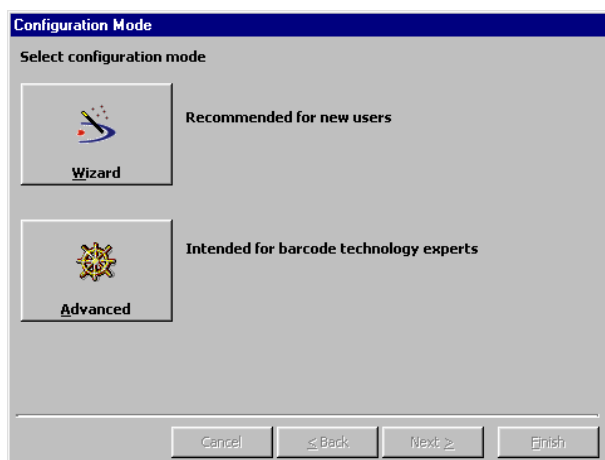 Configuration Mode
Select configuration mode
Recommended for new users
Wizard
Intended for barcode technology experts
Advanced
Cancel
< Back
Next >
Finish